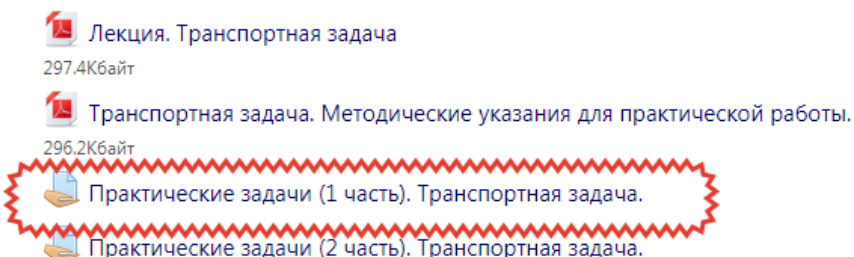 Лекция. Транспортная задача
297.4Кбайт
Транспортная задача. Методические указания для практической работы.
296.2Кбайт
Практические задачи (1 часть). Транспортная задача.
Практические задачи (2 часть). Транспортная задача.